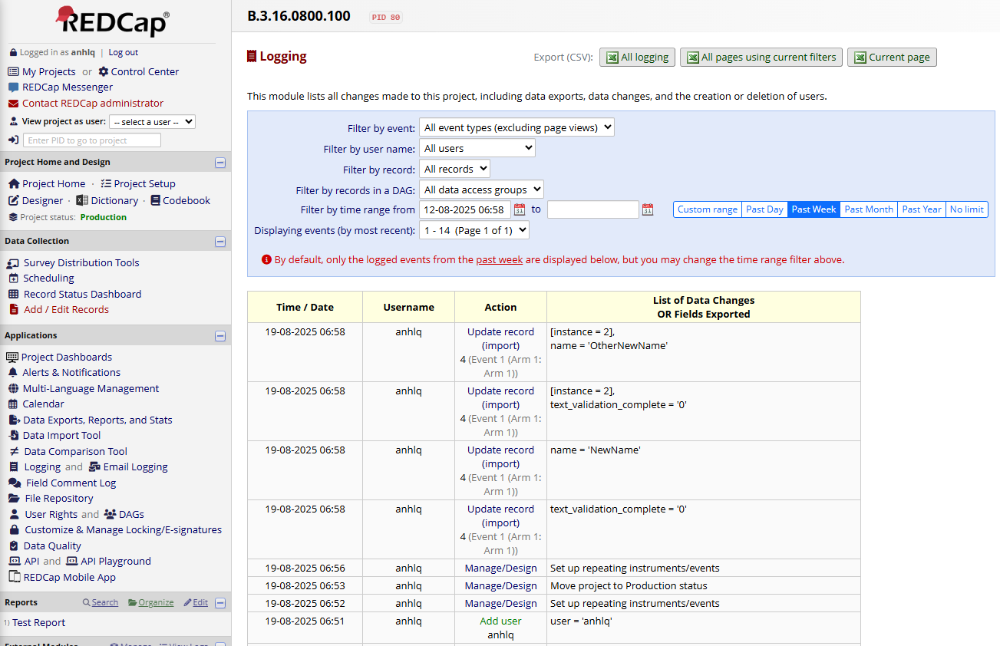 REDCap®
Logged in as anhlq | Log out
My Projects or Control Center
REDCap Messenger
Contact REDCap administrator
View project as user: -- select a user --
Enter PID to go to project
Project Home and Design
Project Home · Project Setup
Designer · Dictionary · Codebook
Project status: Production
Data Collection
Survey Distribution Tools
Scheduling
Record Status Dashboard
Add / Edit Records
Applications
Project Dashboards
Alerts & Notifications
Multi-Language Management
Calendar
Data Exports, Reports, and Stats
Data Import Tool
Data Comparison Tool
Logging and Email Logging
Field Comment Log
File Repository
User Rights and DAGs
Customize & Manage Locking/E-signatures
Data Quality
API and API Playground
REDCap Mobile App
Reports Search Organize Edit
1) Test Report
External Modules Manage View Logs
B.3.16.0800.100 PID 80
Logging
Export (CSV): All logging All pages using current filters Current page
This module lists all changes made to this project, including data exports, data changes, and the creation or deletion of users.
Filter by event: All event types (excluding page views)
Filter by user name: All users
Filter by record: All records
Filter by records in a DAG: All data access groups
Filter by time range from 12-08-2025 06:58 31 to 31 Custom range Past Day Past Week Past Month Past Year No limit
Displaying events (by most recent): 1 - 14 (Page 1 of 1)
By default, only the logged events from the past week are displayed below, but you may change the time range filter above.
Time / Date Username Action List of Data Changes
OR Fields Exported
19-08-2025 06:58 anhlq Update record [instance = 2],
(import) name = 'OtherNewName'
4 (Event 1 (Arm 1:
Arm 1))
19-08-2025 06:58 anhlq Update record [instance = 2],
(import) text_validation_complete = '0'
4 (Event 1 (Arm 1:
Arm 1))
19-08-2025 06:58 anhlq Update record name = 'NewName'
(import)
4 (Event 1 (Arm 1:
Arm 1))
19-08-2025 06:58 anhlq Update record text_validation_complete = '0'
(import)
4 (Event 1 (Arm 1:
Arm 1))
19-08-2025 06:56 anhlq Manage/Design Set up repeating instruments/events
19-08-2025 06:53 anhlq Manage/Design Move project to Production status
19-08-2025 06:52 anhlq Manage/Design Set up repeating instruments/events
19-08-2025 06:51 anhlq Add user user = 'anhlq'
anhlq